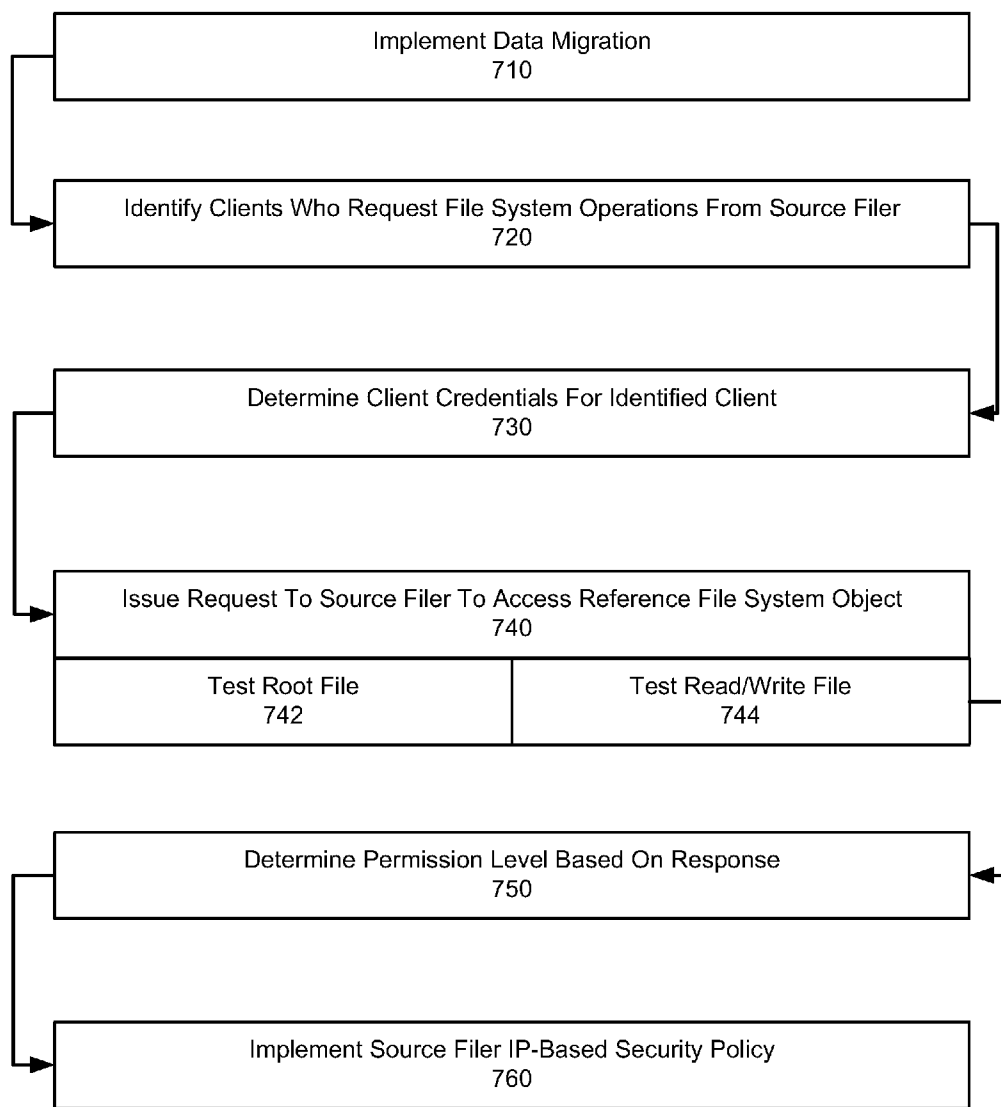 Implement Data Migration
710
Identify Clients Who Request File System Operations From Source Filer
720
Determine Client Credentials For Identified Client
730
Issue Request To Source Filer To Access Reference File System Object
740
Test Root File
742
Test Read/Write File
744
Determine Permission Level Based On Response
750
Implement Source Filer IP-Based Security Policy
760